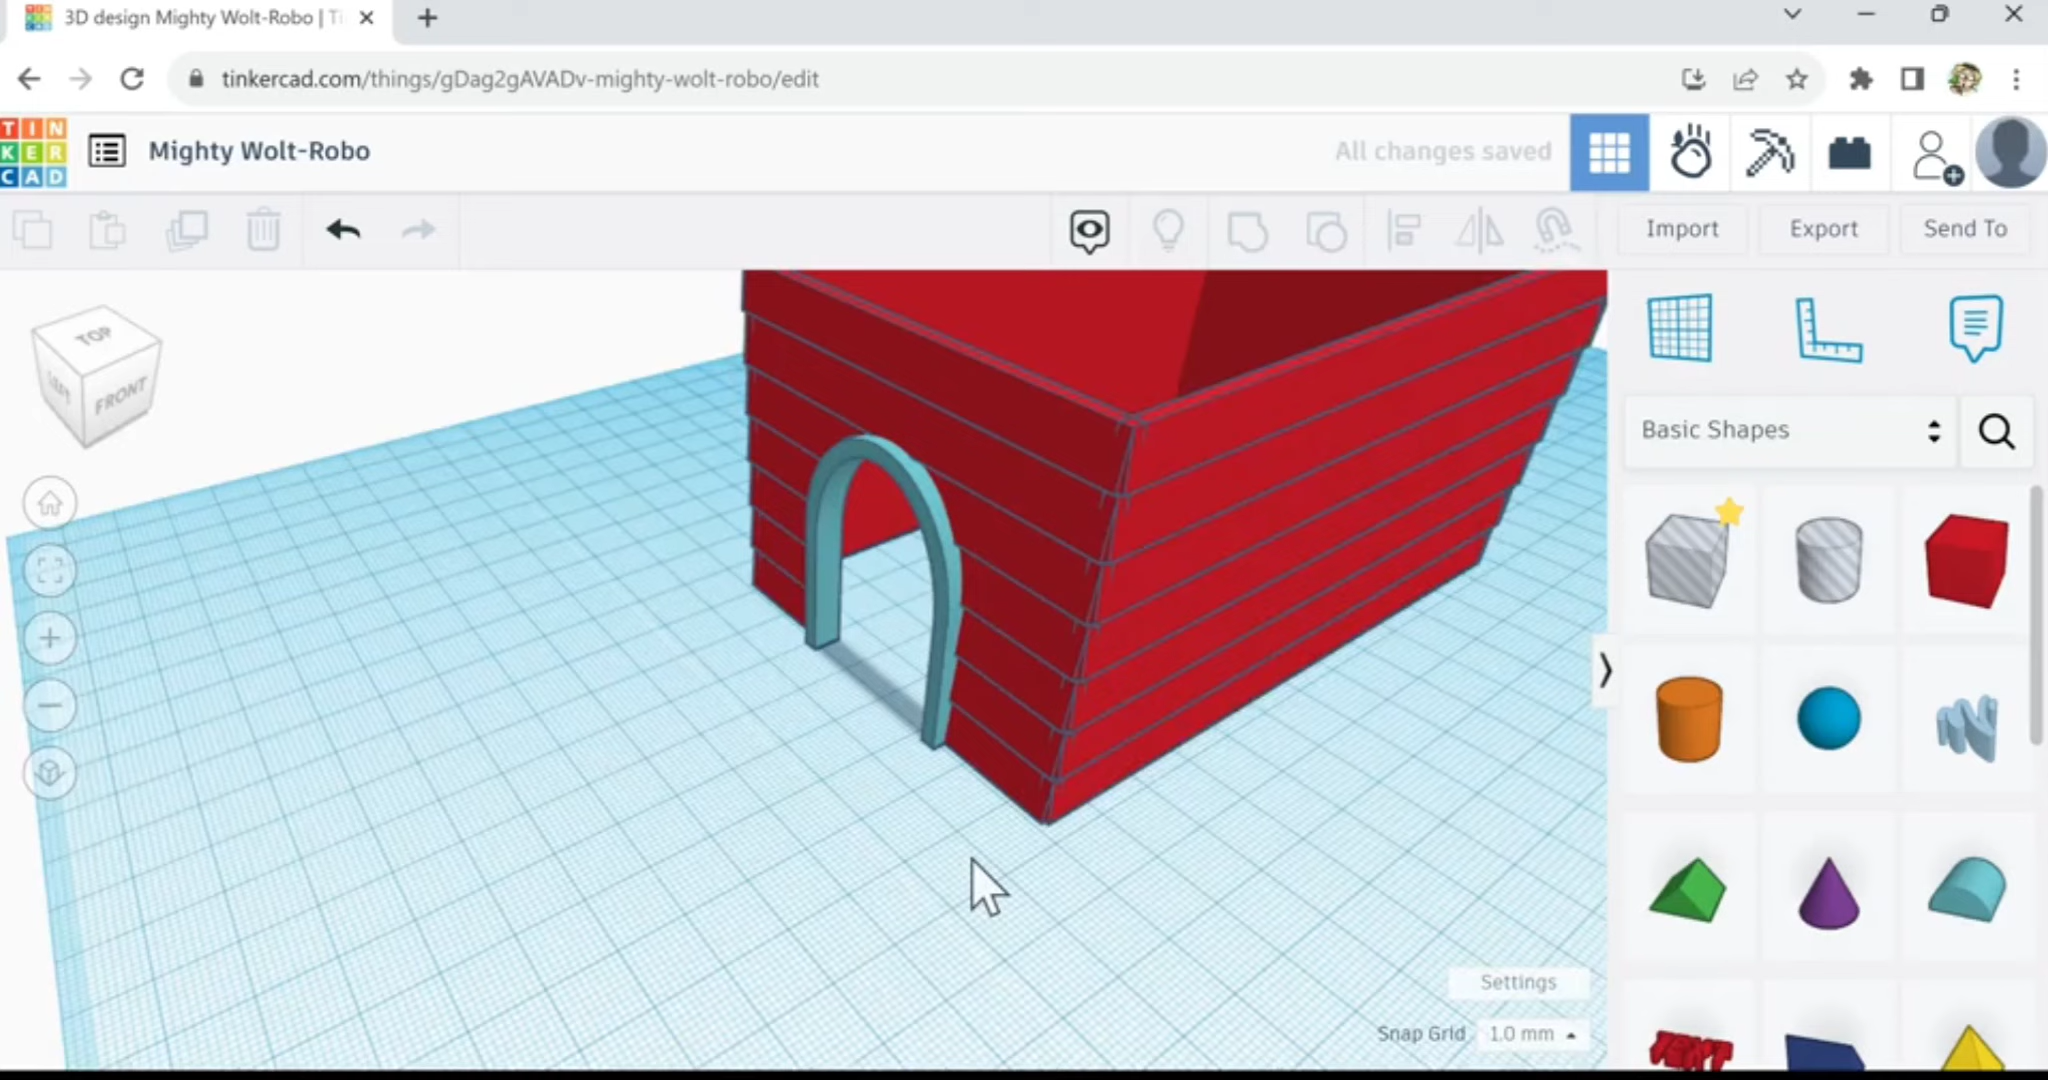 3D design Mighty Wolt-Robo | Ti
tinkercad.com/things/gDag2gAVADv-mighty-wolt-robo/edit
TIN
KER
CAD
Mighty Wolt-Robo
All changes saved
Import
Export
Send To
TOP
LEFT
FRONT
Basic Shapes
TEXT
Settings
Snap Grid 1.0 mm